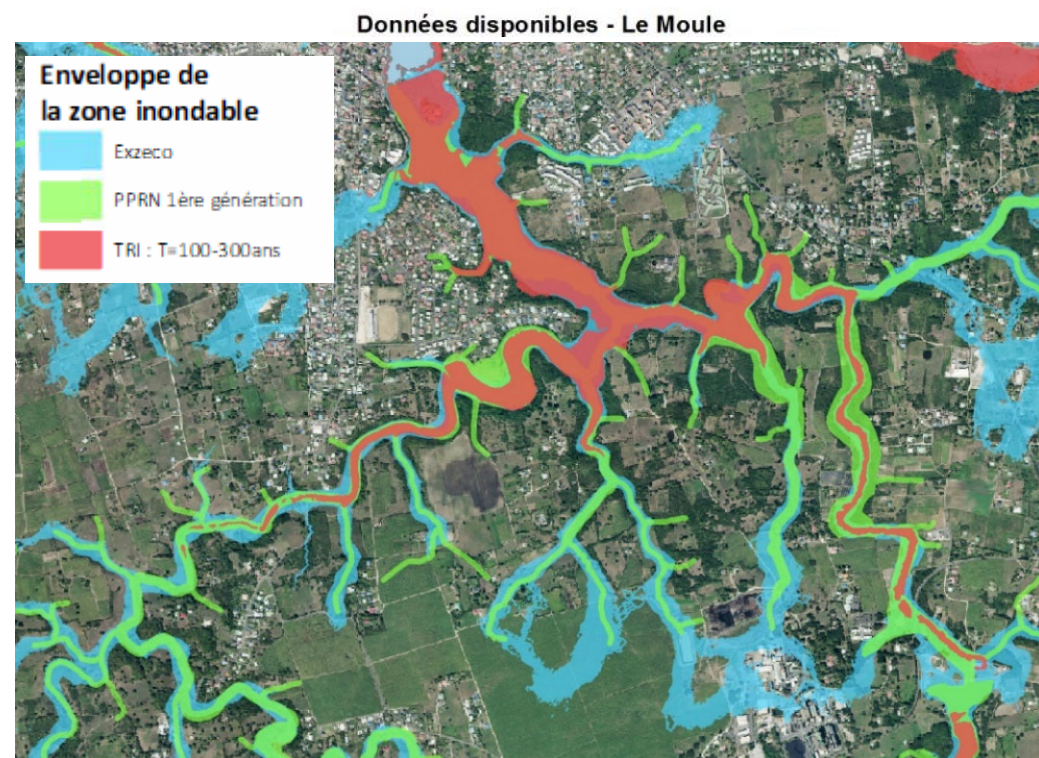 Données disponibles - Le Moule
Enveloppe de
la zone inondable
Exzeco
PPRN 1ère génération
TRI : T=100-300ans